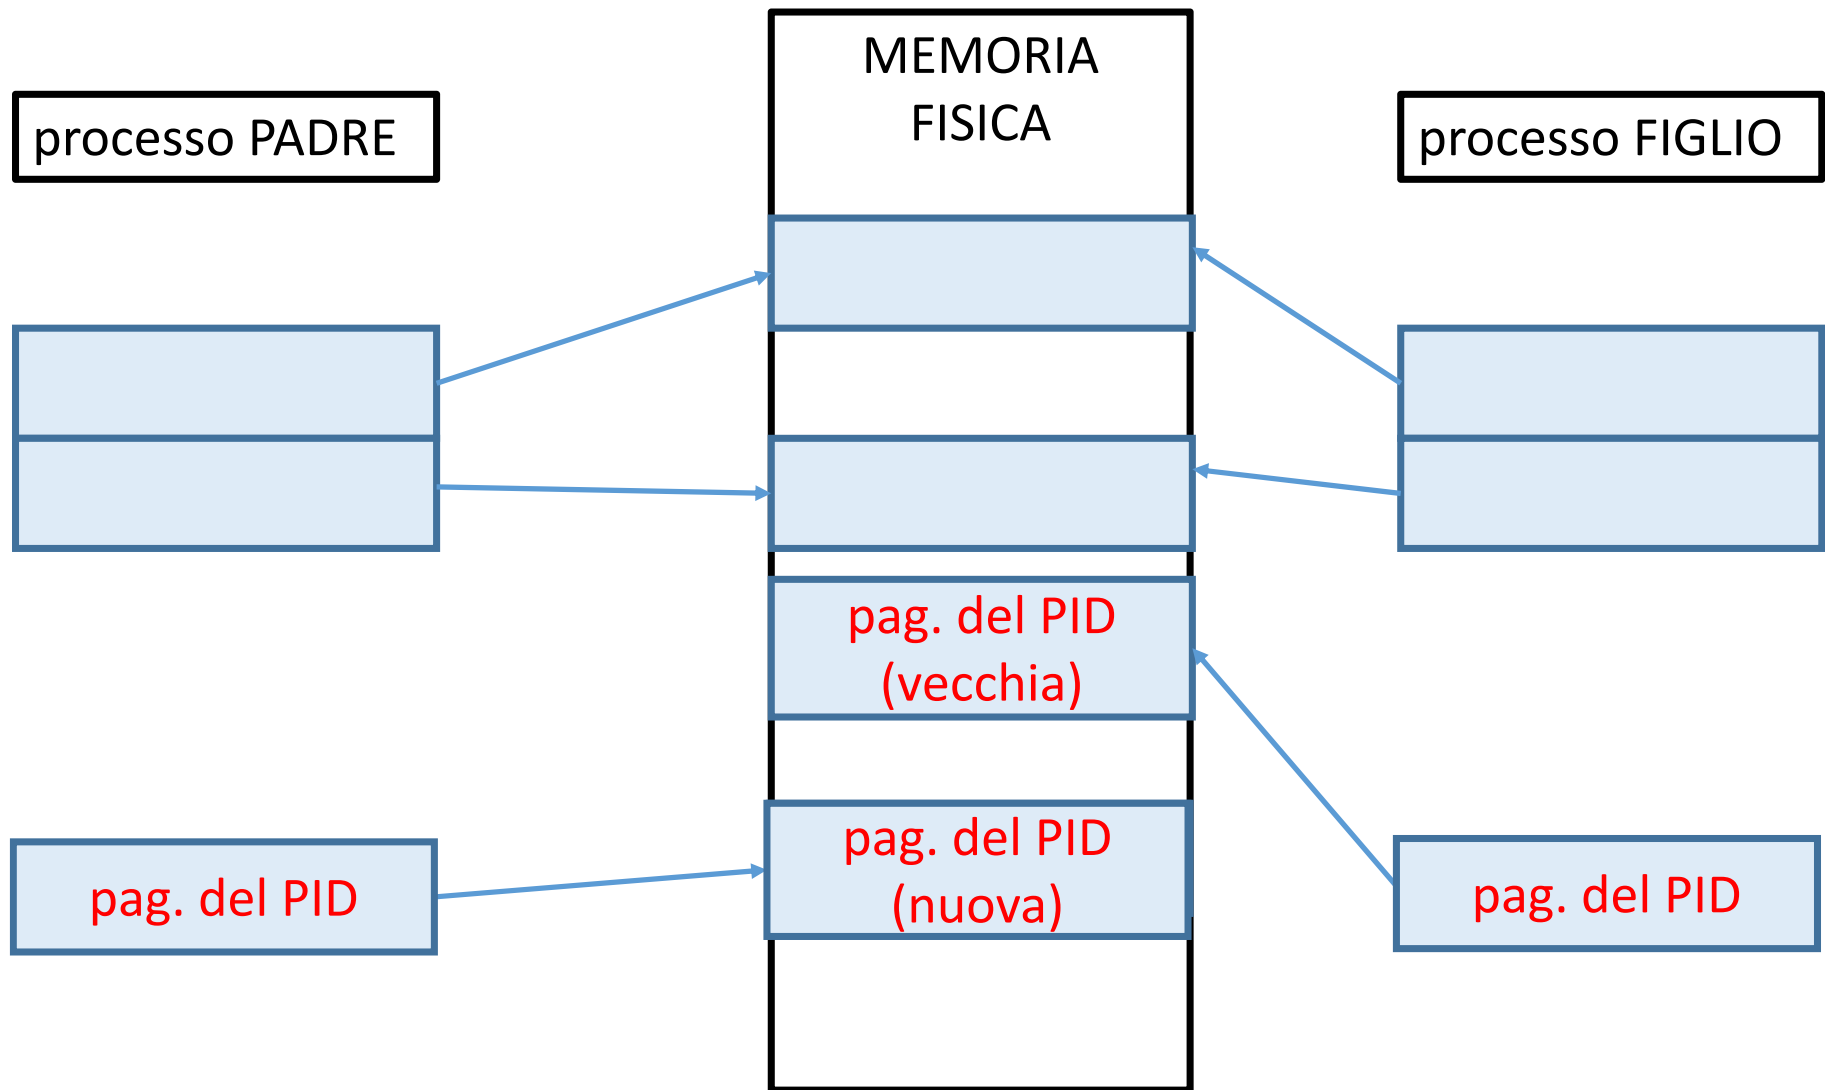 MEMORIA
FISICA
processo PADRE
processo FIGLIO
pag. del PID
(vecchia)
pag. del PID
(nuova)
pag. del PID
pag. del PID